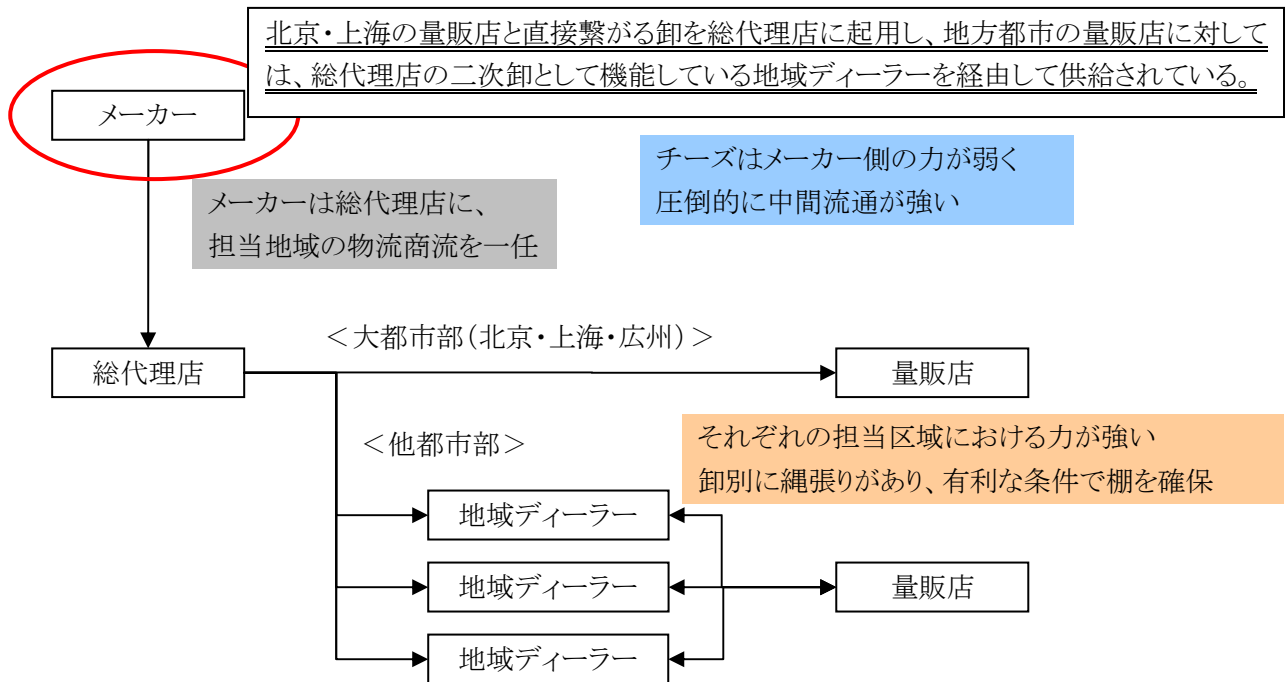 北京・上海の量販店と直接繋がる卸を総代理店に起用し、地方都市の量販店に対して
は、総代理店の二次卸として機能している地域ディーラーを経由して供給されている。
メーカー
チーズはメーカー側の力が弱く
圧倒的に中間流通が強い
メーカーは総代理店に、
担当地域の物流商流を一任
＜大都市部（北京・上海・広州）＞
総代理店
量販店
＜他都市部＞
それぞれの担当区域における力が強い
卸別に縄張りがあり、有利な条件で棚を確保
地域ディーラー
地域ディーラー
量販店
地域ディーラー